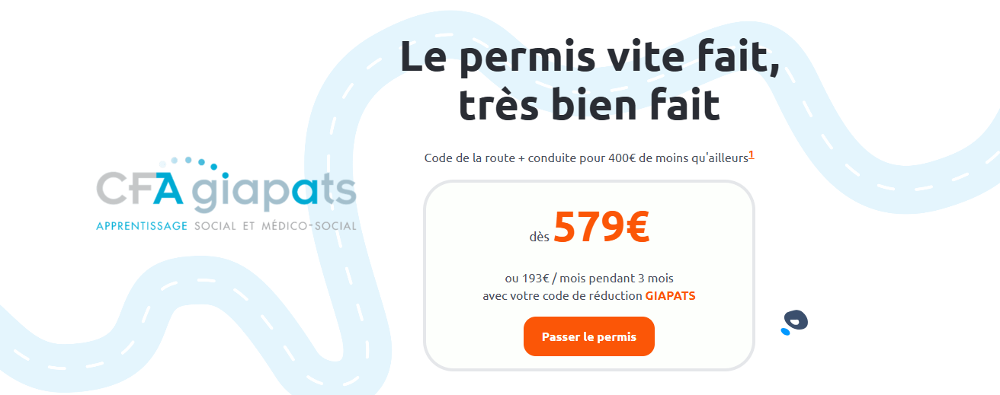 Le permis vite fait,
très bien fait
Code de la route + conduite pour 400€ de moins qu'ailleurs1
CFA giapats
APPRENTISSAGE SOCIAL ET MÉDICO-SOCIAL
dès 579€
ou 193€ / mois pendant 3 mois
avec votre code de réduction GIAPATS
Passer le permis